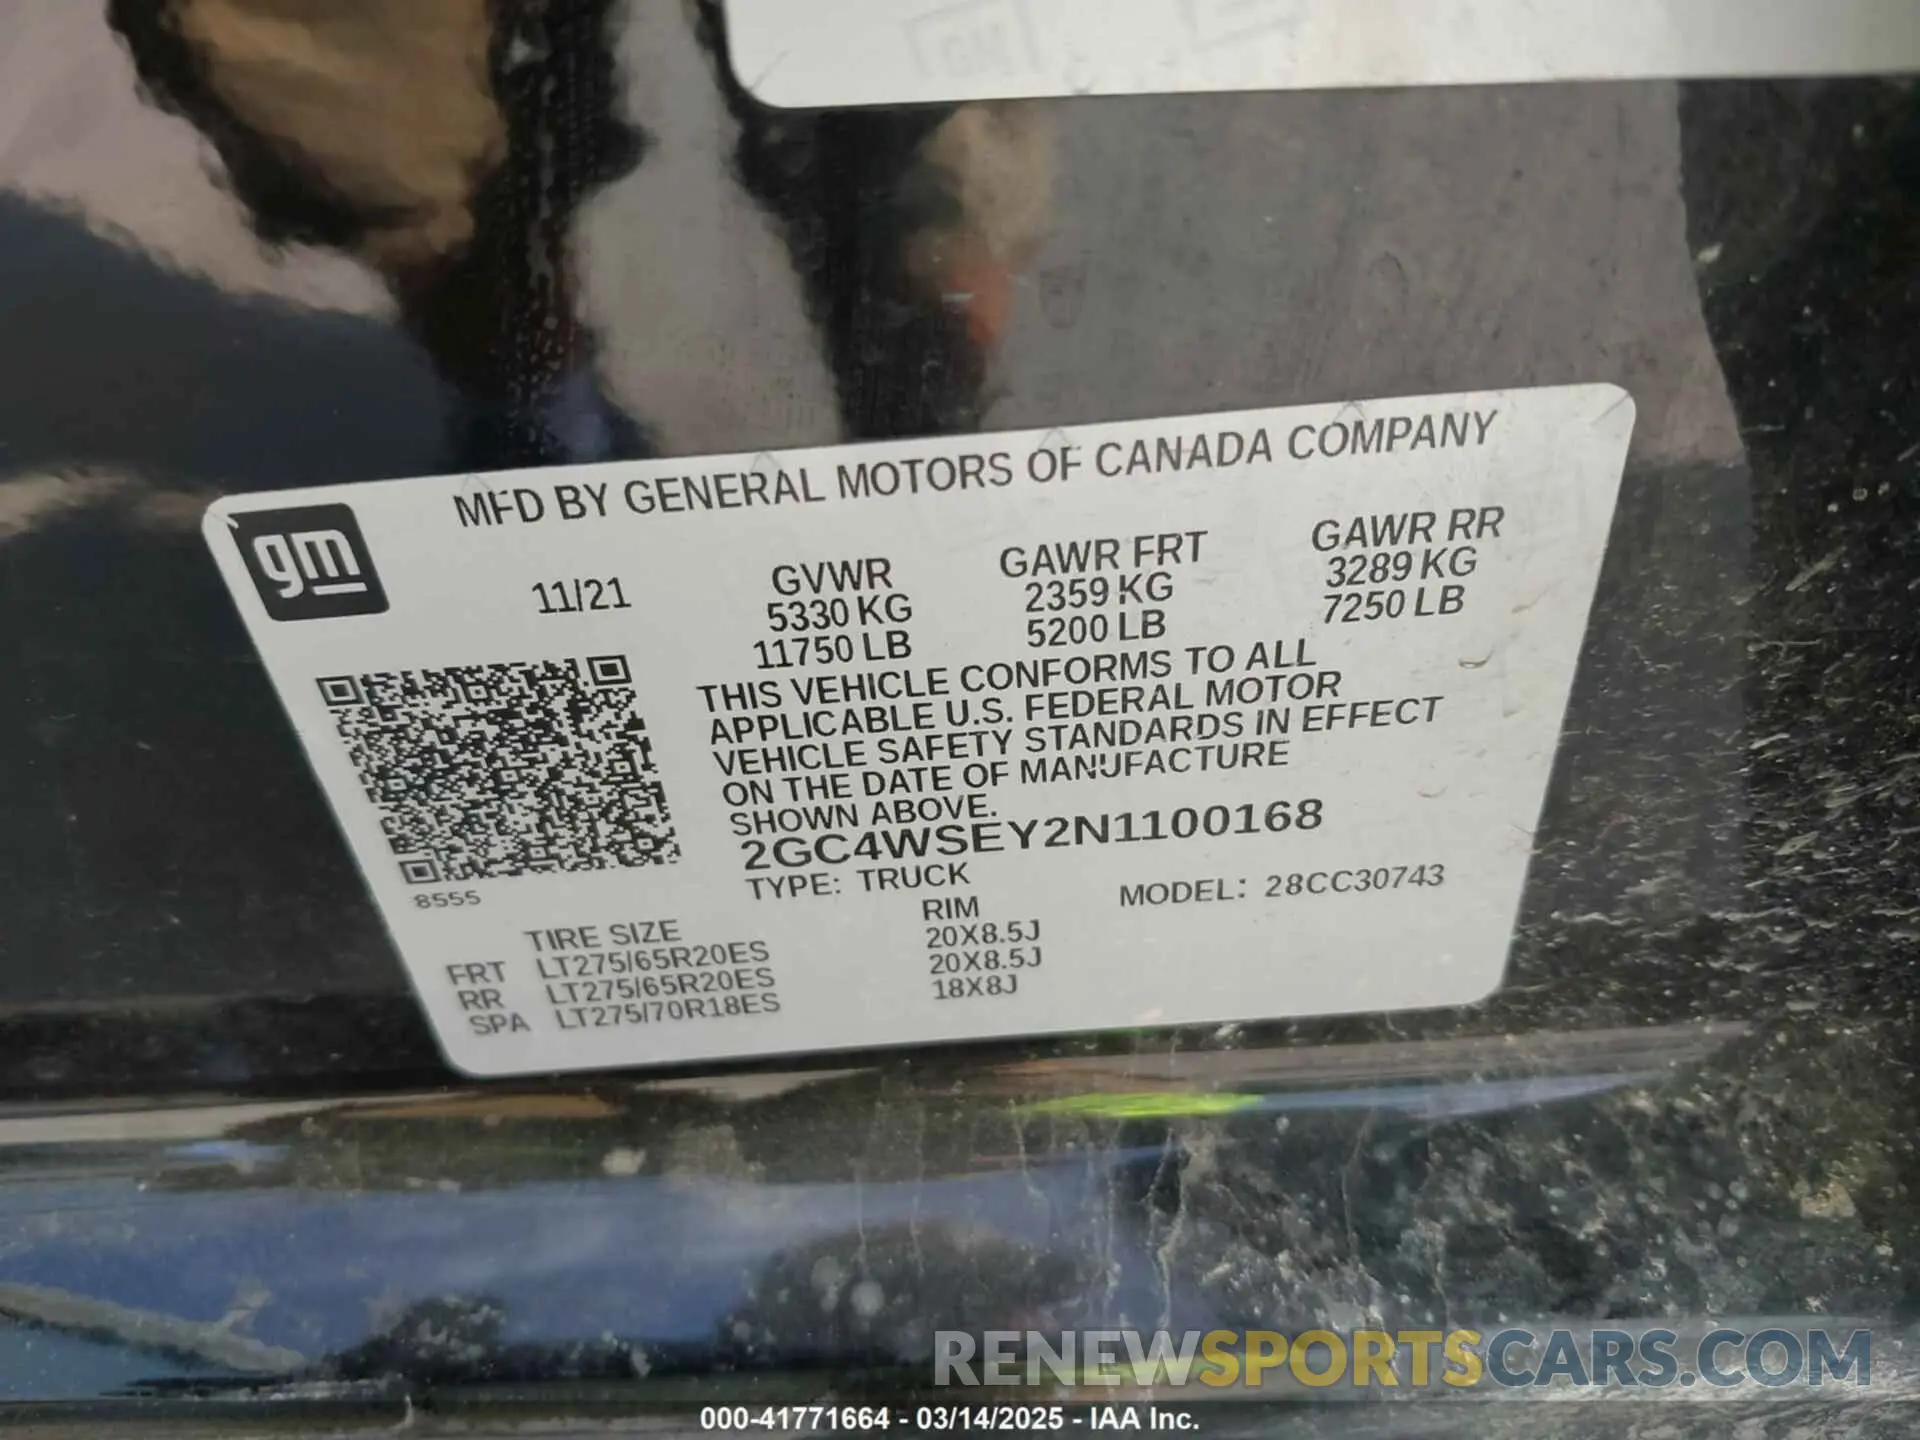 GM
gm
MFD BY GENERAL MOTORS OF CANADA COMPANY
11/21 GVWR GAWR FRT GAWR RR
5330 KG 2359 KG 3289 KG
11750 LB 5200 LB 7250 LB
THIS VEHICLE CONFORMS TO ALL
APPLICABLE U.S. FEDERAL MOTOR
VEHICLE SAFETY STANDARDS IN EFFECT
ON THE DATE OF MANUFACTURE
SHOWN ABOVE.
2GC4WSEY2N1100168
TYPE: TRUCK MODEL: 28CC30743
8555
TIRE SIZE RIM
FRT LT275/65R20ES 20X8.5J
RR LT275/65R20ES 20X8.5J
SPA LT275/70R18ES 18X8J
RENEWSPORTSCARS.COM
000-41771664 - 03/14/2025 - IAA Inc.